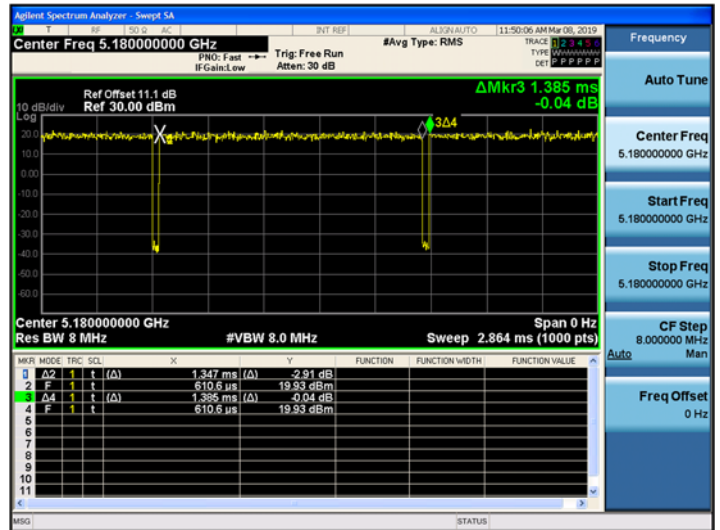 Agilent Spectrum Analyzer - Swept SA
T RF 50 Ω AC INT REF ALIGNAUTO 11:50:06 AM Mar 08, 2019
Center Freq 5.180000000 GHz
PNO: Fast
IFGain:Low
Trig: Free Run
Atten: 30 dB
#Avg Type: RMS
TRACE 1 2 3 4 5 6
TYPE
DET P P P P P P
Frequency
Auto Tune
Center Freq
5.180000000 GHz
Start Freq
5.180000000 GHz
Stop Freq
5.180000000 GHz
CF Step
8.000000 MHz
Auto Man
Freq Offset
0 Hz
ΔMkr3 1.385 ms
-0.04 dB
Ref Offset 11.1 dB
10 dB/div Ref 30.00 dBm
Log
3Δ4
20.0
10.0
0.00
-10.0
-20.0
-30.0
-40.0
-50.0
-60.0
Center 5.180000000 GHz Span 0 Hz
Res BW 8 MHz #VBW 8.0 MHz Sweep 2.864 ms (1000 pts)
MKR MODE TRC SCL X Y FUNCTION FUNCTION WIDTH FUNCTION VALUE
1 Δ2 1 t (Δ) 1.347 ms (Δ) -2.91 dB
2 F 1 t 610.6 µs 19.93 dBm
3 Δ4 1 t (Δ) 1.385 ms (Δ) -0.04 dB
4 F 1 t 610.6 µs 19.93 dBm
5
6
7
8
9
10
11
MSG STATUS